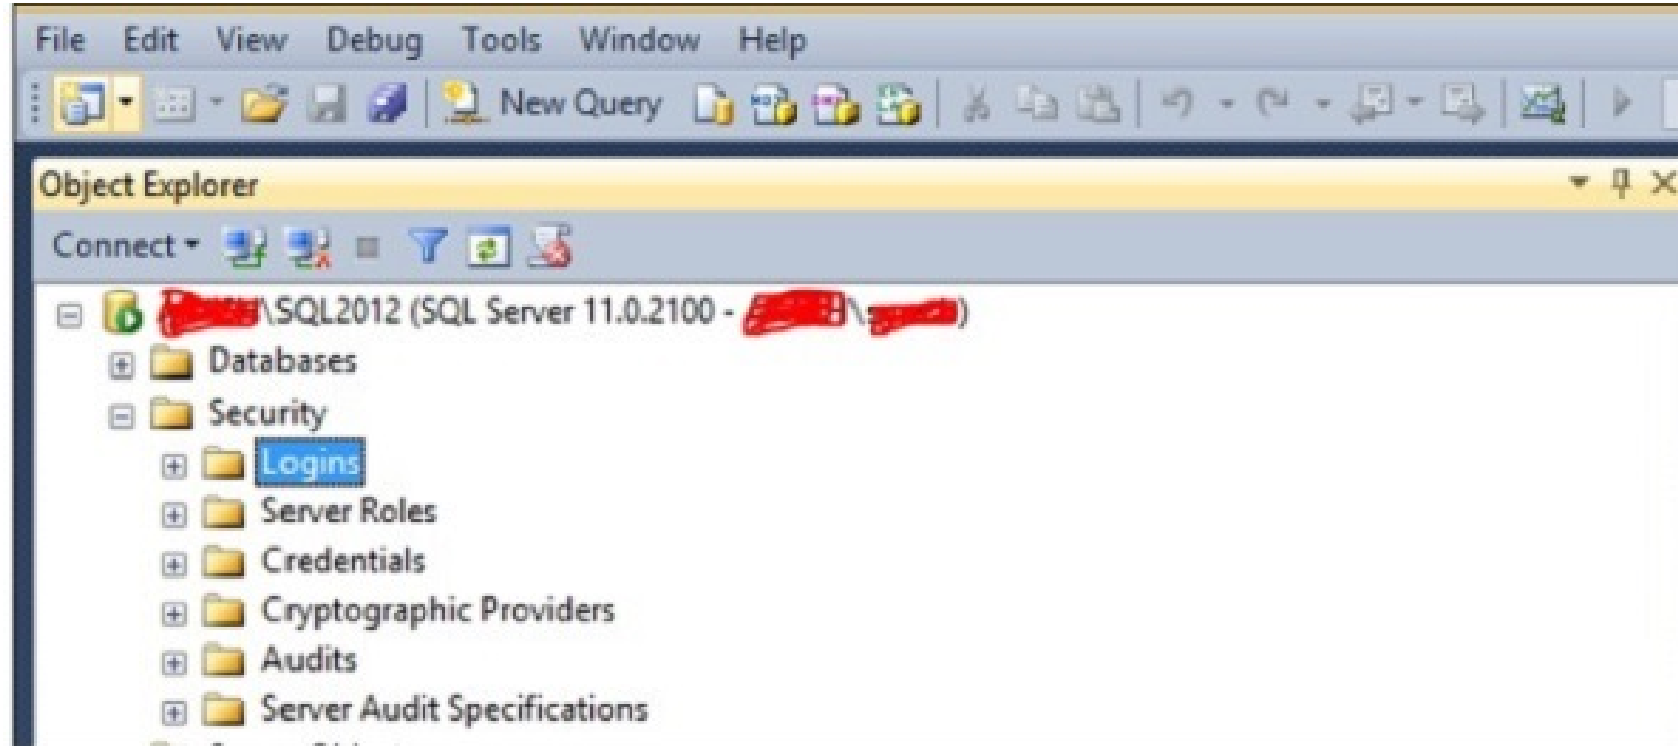 File Edit View Debug Tools Window Help
New Query
Object Explorer
Connect
\SQL2012 (SQL Server 11.0.2100 - \ )
Databases
Security
Logins
Server Roles
Credentials
Cryptographic Providers
Audits
Server Audit Specifications